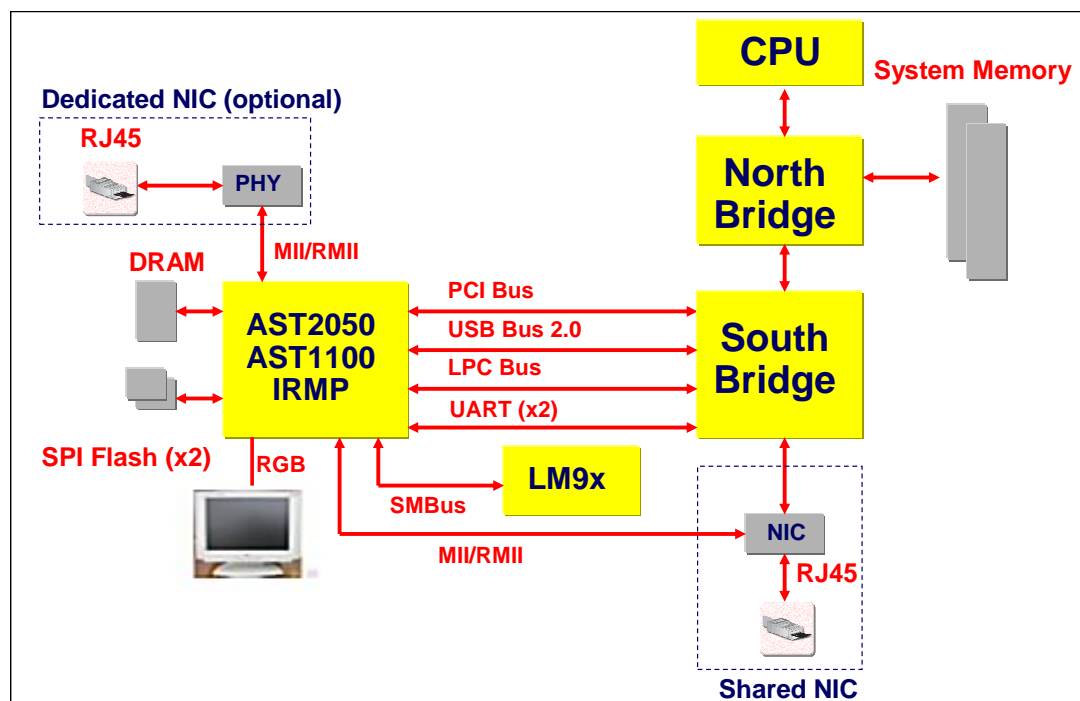 CPU
System Memory
Dedicated NIC (optional)
RJ45
PHY
North
Bridge
MII/RMII
DRAM
AST2050
AST1100
IRMP
PCI Bus
USB Bus 2.0
LPC Bus
UART (x2)
South
Bridge
SPI Flash (x2)
RGB
SMBus
LM9x
MII/RMII
NIC
RJ45
Shared NIC